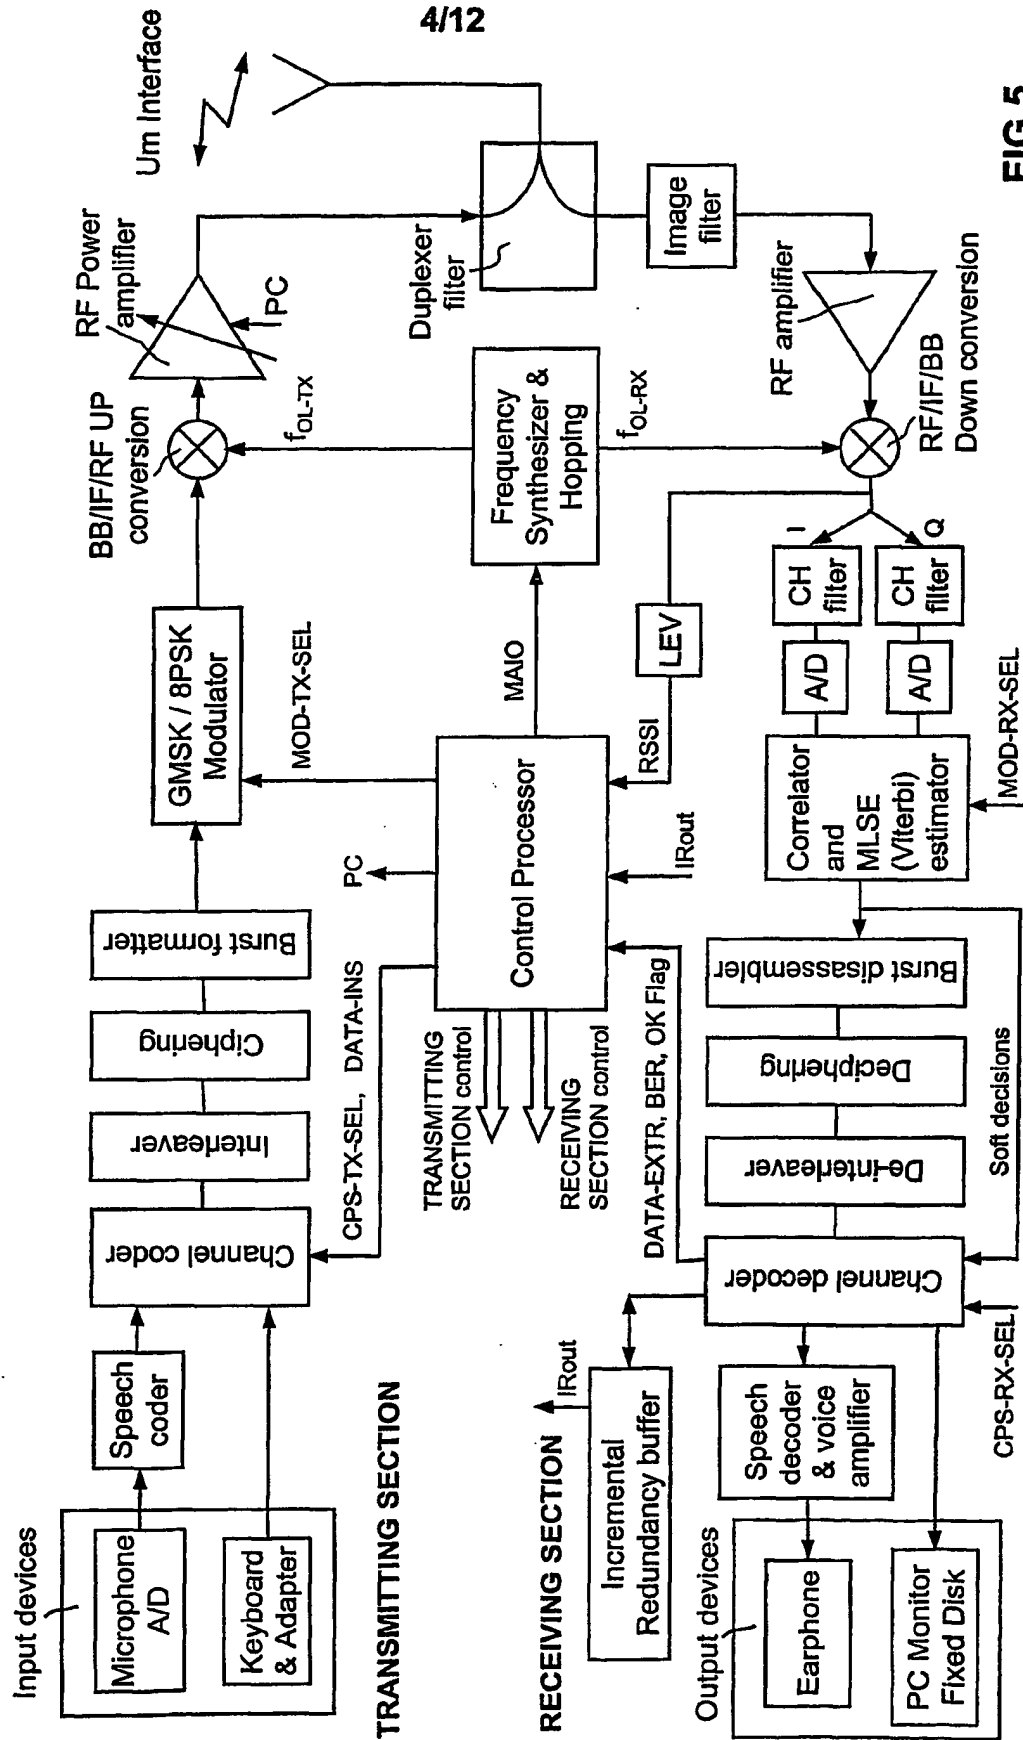 4/12
Um Interface
RF Power
amplifier
PC
BB/IF/RF UP
conversion
f_OL-TX
GMSK / 8PSK
Modulator
MOD-TX-SEL
Burst formatter
Ciphering
Interleaver
Channel coder
CPS-TX-SEL, DATA-INS
Speech
coder
Input devices
Microphone
A/D
Keyboard
& Adapter
TRANSMITTING SECTION
Duplexer
filter
Image
filter
Frequency
Synthesizer &
Hopping
f_OL-RX
MAIO
LEV
RSSI
Control Processor
PC
IRout
TRANSMITTING
SECTION control
RECEIVING
SECTION control
DATA-EXTR, BER, OK Flag
RECEIVING SECTION
IRout
Incremental
Redundancy buffer
RF amplifier
RF/IF/BB
Down conversion
I
Q
CH
filter
CH
filter
A/D
A/D
Correlator
and
MLSE
(Viterbi)
estimator
MOD-RX-SEL
Burst disassembler
Deciphering
De-interleaver
Soft decisions
Channel decoder
CPS-RX-SEL
Speech
decoder
& voice
amplifier
Output devices
Earphone
PC Monitor
Fixed Disk
FIG.5